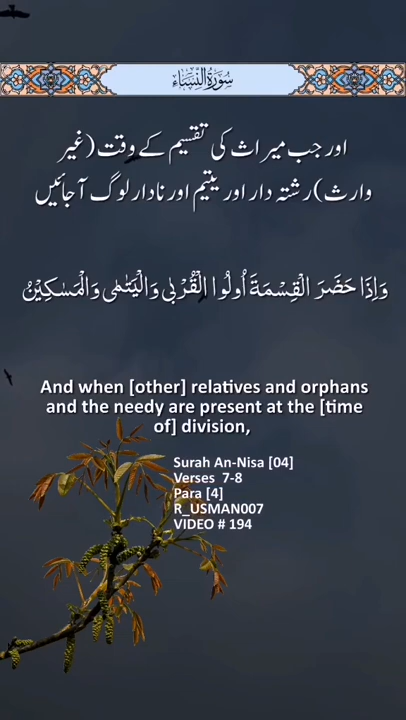 سُوْرَةُ النِّسَاء
اور جب میراث کی تقسیم کے وقت (غیر
وارث) رشتہ دار اور یتیم اور نادار لوگ آ جائیں
وَاِذَا حَضَرَ الْقِسْمَةَ اُولُوا الْقُرْبٰى وَالْيَتٰمٰى وَالْمَسٰكِيْنُ
And when [other] relatives and orphans
and the needy are present at the [time
of] division,
Surah An-Nisa [04]
Verses 7-8
Para [4]
R_USMAN007
VIDEO # 194